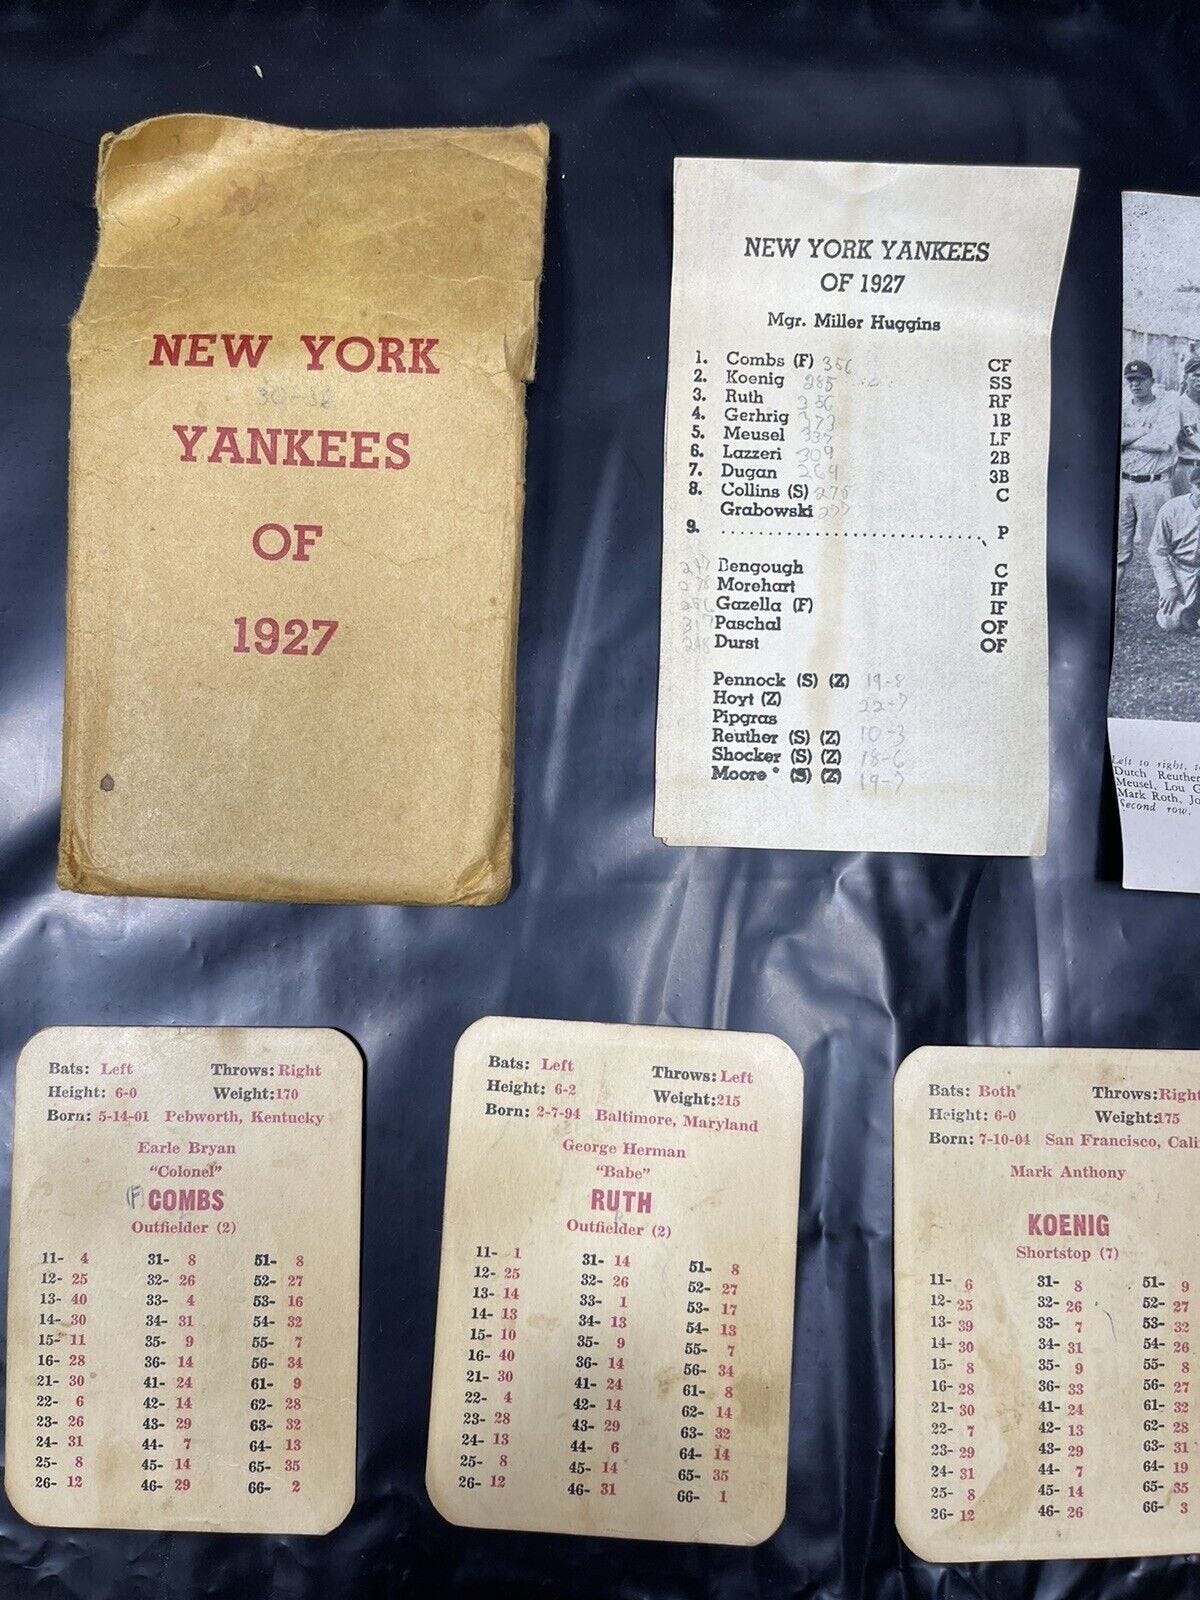 NEW YORK
30-32
YANKEES
OF
1927
NEW YORK YANKEES
OF 1927
Mgr. Miller Huggins
1. Combs (F) 356 CF
2. Koenig 285 SS
3. Ruth 356 RF
4. Gerhrig 373 1B
5. Meusel 337 LF
6. Lazzeri 309 2B
7. Dugan 269 3B
8. Collins (S) 275 C
Grabowski 277
9. P
Bengough C
Morehart IF
Gazella (F) IF
317 Paschal OF
248 Durst OF
Pennock (S) (Z) 19-8
Hoyt (Z) 22-7
Pipgras
Reuther (S) (Z) 10-3
Shocker (S) (Z) 18-6
Moore * (S) (Z) 19-7
Left to right,
Dutch Reuther
Meusel, Lou G
Mark Roth, Jo
Second row,
Bats: Left Throws: Right
Height: 6-0 Weight:170
Born: 5-14-01 Pebworth, Kentucky
Earle Bryan
"Colonel"
(F) COMBS
Outfielder (2)
11- 4 31- 8 51- 8
12- 25 32- 26 52- 27
13- 40 33- 4 53- 16
14- 30 34- 31 54- 32
15- 11 35- 9 55- 7
16- 28 36- 14 56- 34
21- 30 41- 24 61- 9
22- 6 42- 14 62- 28
23- 26 43- 29 63- 32
24- 31 44- 7 64- 13
25- 8 45- 14 65- 35
26- 12 46- 29 66- 2
Bats: Left Throws: Left
Height: 6-2 Weight:215
Born: 2-7-94 Baltimore, Maryland
George Herman
"Babe"
RUTH
Outfielder (2)
11- 1 31- 14 51- 8
12- 25 32- 26 52- 27
13- 14 33- 1 53- 17
14- 13 34- 13 54- 13
15- 10 35- 9 55- 7
16- 40 36- 14 56- 34
21- 30 41- 24 61- 8
22- 4 42- 14 62- 14
23- 28 43- 29 63- 32
24- 13 44- 6 64- 14
25- 8 45- 14 65- 35
26- 12 46- 31 66- 1
Bats: Both Throws: Right
Height: 6-0 Weight:175
Born: 7-10-04 San Francisco, Cali
Mark Anthony
KOENIG
Shortstop (7)
11- 6 31- 8 51- 9
12- 25 32- 26 52- 27
13- 39 33- 7 53- 32
14- 30 34- 31 54- 26
15- 8 35- 9 55- 8
16- 28 36- 33 56- 27
21- 30 41- 24 61- 32
22- 7 42- 13 62- 28
23- 29 43- 29 63- 31
24- 31 44- 7 64- 19
25- 8 45- 14 65- 35
26- 12 46- 26 66- 3